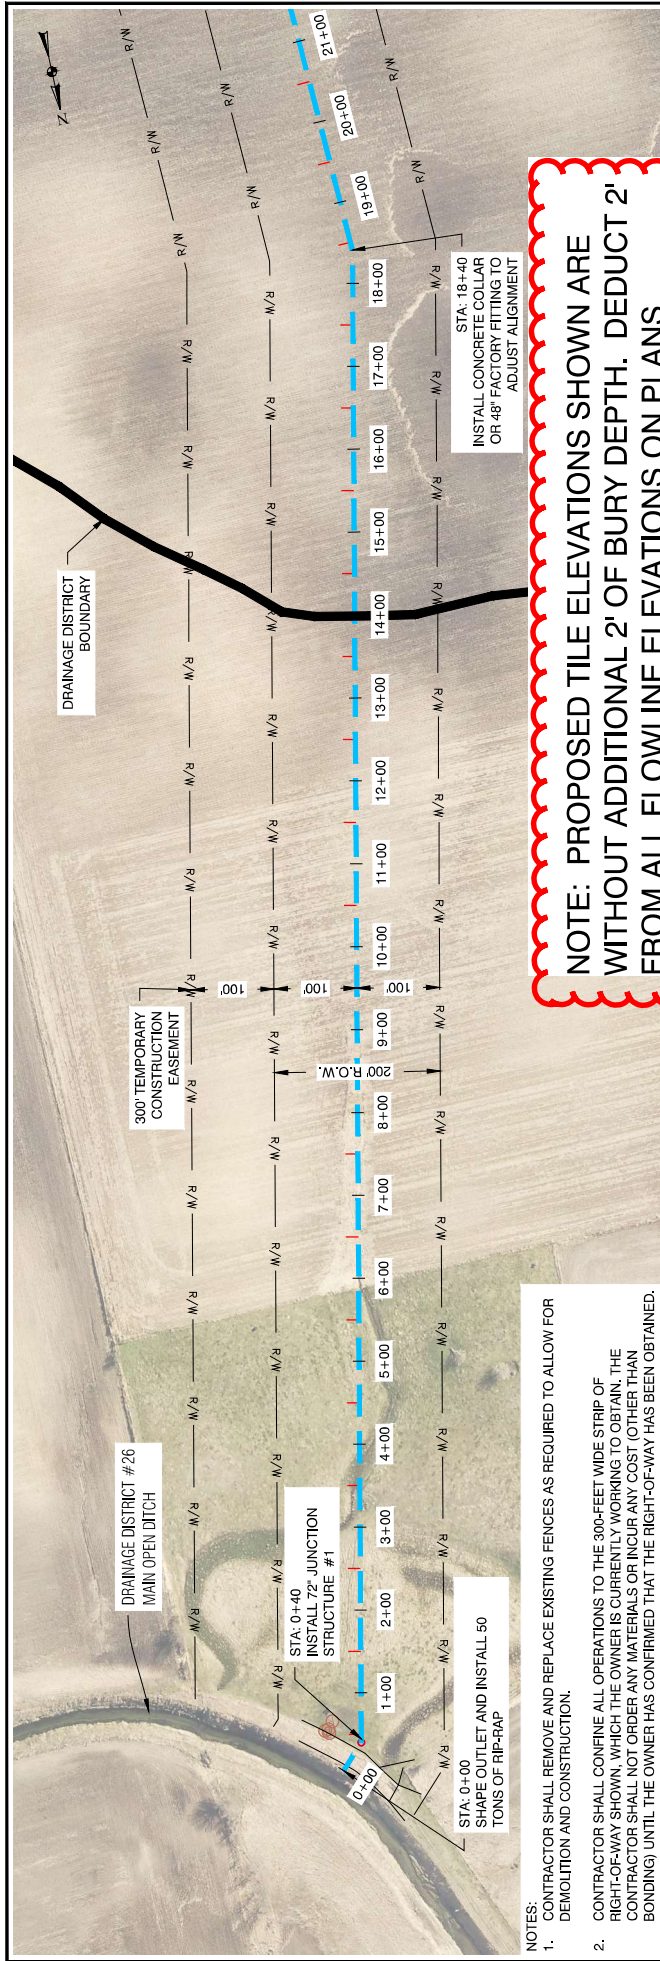 N
DRAINAGE DISTRICT #26
MAIN OPEN DITCH
300' TEMPORARY
CONSTRUCTION
EASEMENT
DRAINAGE DISTRICT
BOUNDARY
R/W R/W R/W R/W R/W R/W R/W R/W R/W R/W R/W R/W R/W R/W R/W R/W
R/W R/W R/W R/W R/W R/W R/W R/W R/W R/W R/W R/W R/W R/W R/W R/W
100'
100'
100'
200' R.O.W.
STA: 0+40
INSTALL 72" JUNCTION
STRUCTURE #1
0+00
1+00
2+00
3+00
4+00
5+00
6+00
7+00
8+00
9+00
10+00
11+00
12+00
13+00
14+00
15+00
16+00
17+00
18+00
19+00
20+00
21+00
R/W R/W R/W R/W R/W R/W R/W R/W R/W R/W R/W R/W R/W R/W R/W R/W
STA: 0+00
SHAPE OUTLET AND INSTALL 50
TONS OF RIP-RAP
STA: 18+40
INSTALL CONCRETE COLLAR
OR 48" FACTORY FITTING TO
ADJUST ALIGNMENT
NOTES:
1. CONTRACTOR SHALL REMOVE AND REPLACE EXISTING FENCES AS REQUIRED TO ALLOW FOR
DEMOLITION AND CONSTRUCTION.
2. CONTRACTOR SHALL CONFINE ALL OPERATIONS TO THE 300-FEET WIDE STRIP OF
RIGHT-OF-WAY SHOWN, WHICH THE OWNER IS CURRENTLY WORKING TO OBTAIN. THE
CONTRACTOR SHALL NOT ORDER ANY MATERIALS OR INCUR ANY COST (OTHER THAN
BONDING) UNTIL THE OWNER HAS CONFIRMED THAT THE RIGHT-OF-WAY HAS BEEN OBTAINED.
NOTE: PROPOSED TILE ELEVATIONS SHOWN ARE
WITHOUT ADDITIONAL 2' OF BURY DEPTH. DEDUCT 2'
FROM ALL FLOWLINE ELEVATIONS ON PLANS